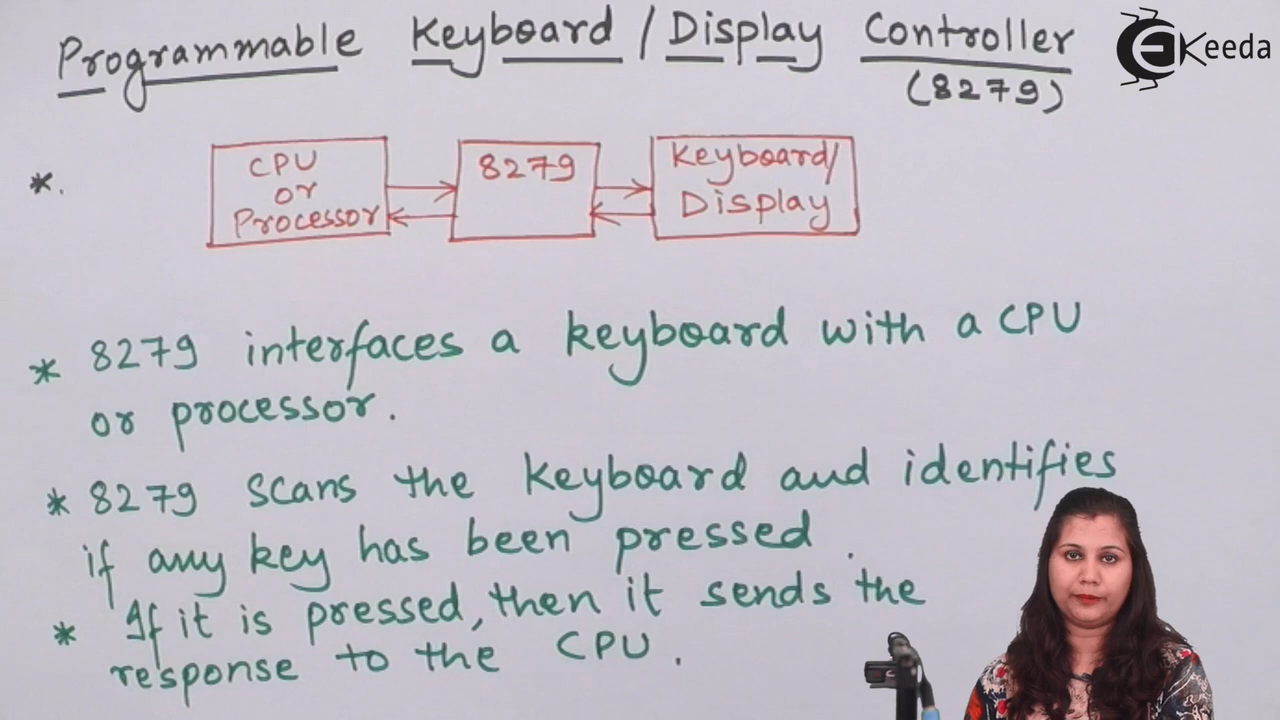 Programmable Keyboard / Display Controller
(8279)
Keeda
*. CPU or Processor
8279
Keyboard/ Display
* 8279 interfaces a keyboard with a CPU
or processor.
* 8279 scans the keyboard and identifies
if any key has been pressed.
* If it is pressed, then it sends the
response to the CPU.